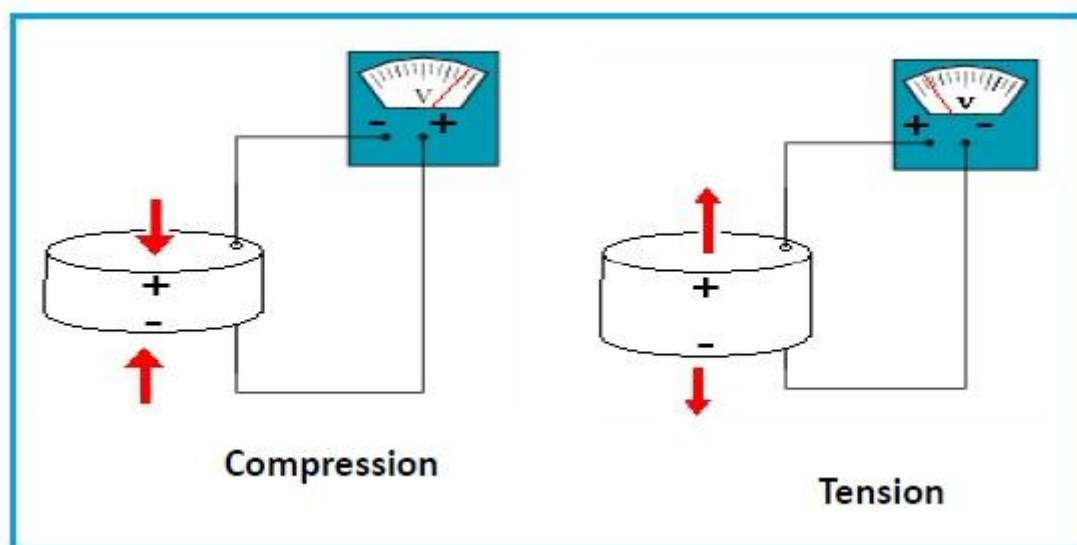 V
- +
+
-
Compression
V
+ -
+
-
Tension